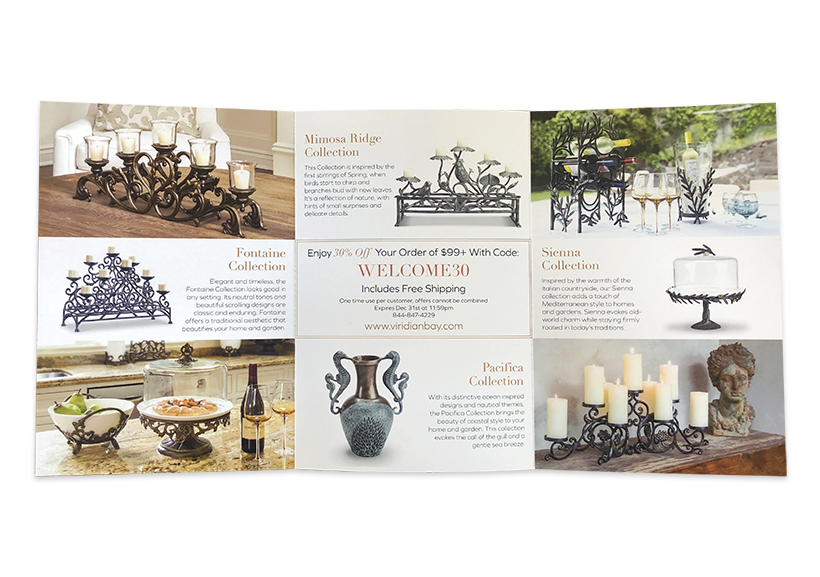 Mimosa Ridge
Collection
This Collection is inspired by the
first stirrings of Spring, when
birds start to chirp and
branches bud with new leaves.
It's a reflection of nature, with
hints of small surprises and
delicate details.
Fontaine
Collection
Elegant and timeless, the
Fontaine Collection looks good in
any setting. Its neutral tones and
beautiful scrolling designs are
classic and enduring. Fontaine
offers a traditional aesthetic that
beautifies your home and garden.
Enjoy 30% Off Your Order of $99+ With Code:
WELCOME30
Includes Free Shipping
One time use per customer, offers cannot be combined
Expires Dec 31st at 11:59pm
844-847-4229
www.viridianbay.com
Sienna
Collection
Inspired by the warmth of the
Italian countryside, our Sienna
collection adds a touch of
Mediterranean style to homes
and gardens. Sienna evokes old-
world charm while staying firmly
rooted in today's traditions.
Pacifica
Collection
With its distinctive ocean inspired
designs and nautical themes,
the Pacifica Collection brings the
beauty of coastal style to your
home and garden. This collection
evokes the call of the gull and a
gentle sea breeze.